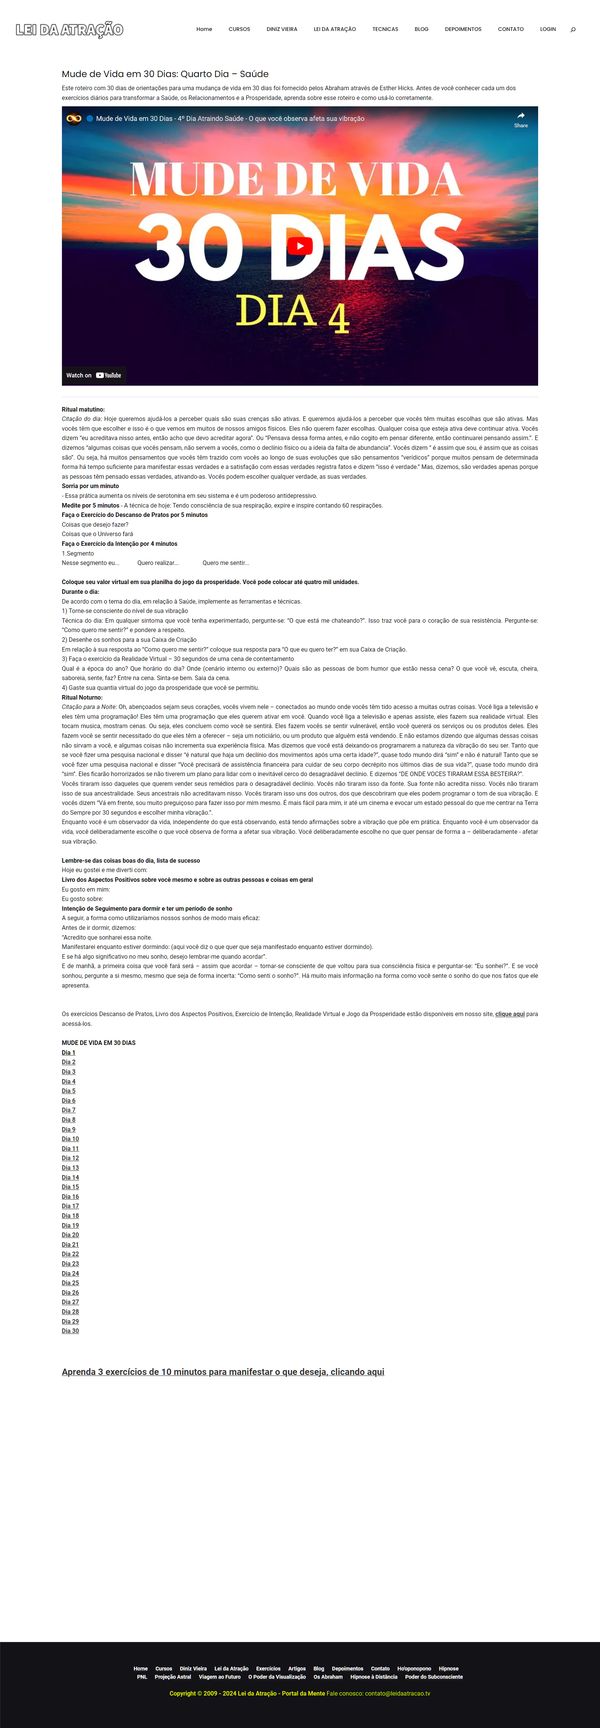 LEI DA ATRAÇÃO
Home CURSOS DINIZ VIEIRA LEI DA ATRAÇÃO TECNICAS BLOG DEPOIMENTOS CONTATO LOGIN
Mude de Vida em 30 Dias: Quarto Dia – Saúde
Este roteiro com 30 dias de orientações para uma mudança de vida em 30 dias foi fornecido pelos Abraham através de Esther Hicks. Antes de você conhecer cada um dos
exercícios diários para transformar a Saúde, os Relacionamentos e a Prosperidade, aprenda sobre esse roteiro e como usá-lo corretamente.
Mude de Vida em 30 Dias - 4º Dia Atraindo Saúde - O que você observa afeta sua vibração
Share
MUDE DE VIDA
30 DIAS
DIA 4
Watch on YouTube
Ritual matutino:
Citação do dia: Hoje queremos ajudá-los a perceber quais são suas crenças são ativas. E queremos ajudá-los a perceber que vocês têm muitas escolhas que são ativas. Mas
vocês têm que escolher e isso é o que vemos em muitos de nossos amigos físicos. Eles não querem fazer escolhas. Qualquer coisa que esteja ativa deve continuar ativa. Vocês
dizem "eu acreditava nisso antes, então acho que devo acreditar agora". Ou "Pensava dessa forma antes, e não cogito em pensar diferente, então continuarei pensando assim.". E
dizemos "algumas coisas que vocês pensam, não servem a vocês, como o declínio físico ou a ideia da falta de abundancia". Vocês dizem " é assim que sou, é assim que as coisas
são". Ou seja, há muitos pensamentos que vocês têm trazido com vocês ao longo de suas evoluções que são pensamentos "verídicos" porque muitos pensam de determinada
forma há tempo suficiente para manifestar essas verdades e a satisfação com essas verdades registra fatos e dizem "isso é verdade." Mas, dizemos, são verdades apenas porque
as pessoas têm pensado essas verdades, ativando-as. Vocês podem escolher qualquer verdade, as suas verdades.
Sorria por um minuto
- Essa prática aumenta os níveis de serotonina em seu sistema e é um poderoso antidepressivo.
Medite por 5 minutos - A técnica de hoje: Tendo consciência de sua respiração, expire e inspire contando 60 respirações.
Faça o Exercício do Descanso de Pratos por 5 minutos
Coisas que desejo fazer?
Coisas que o Universo fará
Faça o Exercício da Intenção por 4 minutos
1.Segmento
Nesse segmento eu... Quero realizar... Quero me sentir...
Coloque seu valor virtual em sua planilha do jogo da prosperidade. Você pode colocar até quatro mil unidades.
Durante o dia:
De acordo com o tema do dia, em relação à Saúde, implemente as ferramentas e técnicas.
1) Torne-se consciente do nível de sua vibração
Técnica do dia: Em qualquer sintoma que você tenha experimentado, pergunte-se: "O que está me chateando?". Isso traz você para o coração de sua resistência. Pergunte-se:
"Como quero me sentir?" e pondere a respeito.
2) Desenhe os sonhos para a sua Caixa de Criação
Em relação à sua resposta ao "Como quero me sentir?" coloque sua resposta para "O que eu quero ter?" em sua Caixa de Criação.
3) Faça o exercício da Realidade Virtual – 30 segundos de uma cena de contentamento
Qual é a época do ano? Que horário do dia? Onde (cenário interno ou externo)? Quais são as pessoas de bom humor que estão nessa cena? O que você vê, escuta, cheira,
saboreia, sente, faz? Entre na cena. Sinta-se bem. Saia da cena.
4) Gaste sua quantia virtual do jogo da prosperidade que você se permitiu.
Ritual Noturno:
Citação para a Noite: Oh, abençoados sejam seus corações, vocês vivem nele – conectados ao mundo onde vocês têm tido acesso a muitas outras coisas. Você liga a televisão e
eles têm uma programação! Eles têm uma programação que eles querem ativar em você. Quando você liga a televisão e apenas assiste, eles fazem sua realidade virtual. Eles
tocam musica, mostram cenas. Ou seja, eles concluem como você se sentirá. Eles fazem vocês se sentir vulnerável, então você quererá os serviços ou os produtos deles. Eles
fazem você se sentir necessitado do que eles têm a oferecer – seja um noticiário, ou um produto que alguém está vendendo. E não estamos dizendo que algumas dessas coisas
não sirvam a você, e algumas coisas não incrementa sua experiência física. Mas dizemos que você está deixando-os programarem a natureza da vibração do seu ser. Tanto que
se você fizer uma pesquisa nacional e disser "é natural que haja um declínio dos movimentos após uma certa idade?", quase todo mundo dirá "sim" e não é natural! Tanto que se
você fizer uma pesquisa nacional e disser "Você precisará de assistência financeira para cuidar de seu corpo decrépito nos últimos dias de sua vida?", quase todo mundo dirá
"sim". Eles ficarão horrorizados se não tiverem um plano para lidar com o inevitável cerco do desagradável declínio. E dizemos "DE ONDE VOCES TIRARAM ESSA BESTEIRA?".
Vocês tiraram isso daqueles que querem vender seus remédios para o desagradável declínio. Vocês não tiraram isso da fonte. Sua fonte não acredita nisso. Vocês não tiraram
isso de sua ancestralidade. Seus ancestrais não acreditavam nisso. Vocês tiraram isso uns dos outros, dos que descobriram que eles podem programar o tom de sua vibração. E
vocês dizem "Vá em frente, sou muito preguiçoso para fazer isso por mim mesmo. É mais fácil para mim, ir até um cinema e evocar um estado pessoal do que me centrar na Terra
do Sempre por 30 segundos e escolher minha vibração.".
Enquanto você é um observador da vida, independente do que está observando, está tendo afirmações sobre a vibração que põe em prática. Enquanto você é um observador da
vida, você deliberadamente escolhe o que você observa de forma a afetar sua vibração. Você deliberadamente escolhe no que quer pensar de forma a – deliberadamente - afetar
sua vibração.
Lembre-se das coisas boas do dia, lista de sucesso
Hoje eu gostei e me diverti com:
Livro dos Aspectos Positivos sobre você mesmo e sobre as outras pessoas e coisas em geral
Eu gosto em mim:
Eu gosto sobre:
Intenção de Seguimento para dormir e ter um período de sonho
A seguir, a forma como utilizaríamos nossos sonhos de modo mais eficaz:
Antes de ir dormir, dizemos:
"Acredito que sonharei essa noite.
Manifestarei enquanto estiver dormindo: (aqui você diz o que quer que seja manifestado enquanto estiver dormindo).
E se há algo significativo no meu sonho, desejo lembrar-me quando acordar".
E de manhã, a primeira coisa que você fará será – assim que acordar – tornar-se consciente de que voltou para sua consciência física e perguntar-se: "Eu sonhei?". E se você
sonhou, pergunte a si mesmo, mesmo que seja de forma incerta: "Como senti o sonho?". Há muito mais informação na forma como você sente o sonho do que nos fatos que ele
apresenta.
Os exercícios Descanso de Pratos, Livro dos Aspectos Positivos, Exercício de Intenção, Realidade Virtual e Jogo da Prosperidade estão disponíveis em nosso site, clique aqui para
acessá-los.
MUDE DE VIDA EM 30 DIAS
Dia 1
Dia 2
Dia 3
Dia 4
Dia 5
Dia 6
Dia 7
Dia 8
Dia 9
Dia 10
Dia 11
Dia 12
Dia 13
Dia 14
Dia 15
Dia 16
Dia 17
Dia 18
Dia 19
Dia 20
Dia 21
Dia 22
Dia 23
Dia 24
Dia 25
Dia 26
Dia 27
Dia 28
Dia 29
Dia 30
Aprenda 3 exercícios de 10 minutos para manifestar o que deseja, clicando aqui
Home Cursos Diniz Vieira Lei da Atração Exercícios Artigos Blog Depoimentos Contato Ho'oponopono Hipnose
PNL Projeção Astral Viagem ao Futuro O Poder da Visualização Os Abraham Hipnose à Distância Poder do Subconsciente
Copyright © 2009 - 2024 Lei da Atração - Portal da Mente Fale conosco: contato@leidaatracao.tv